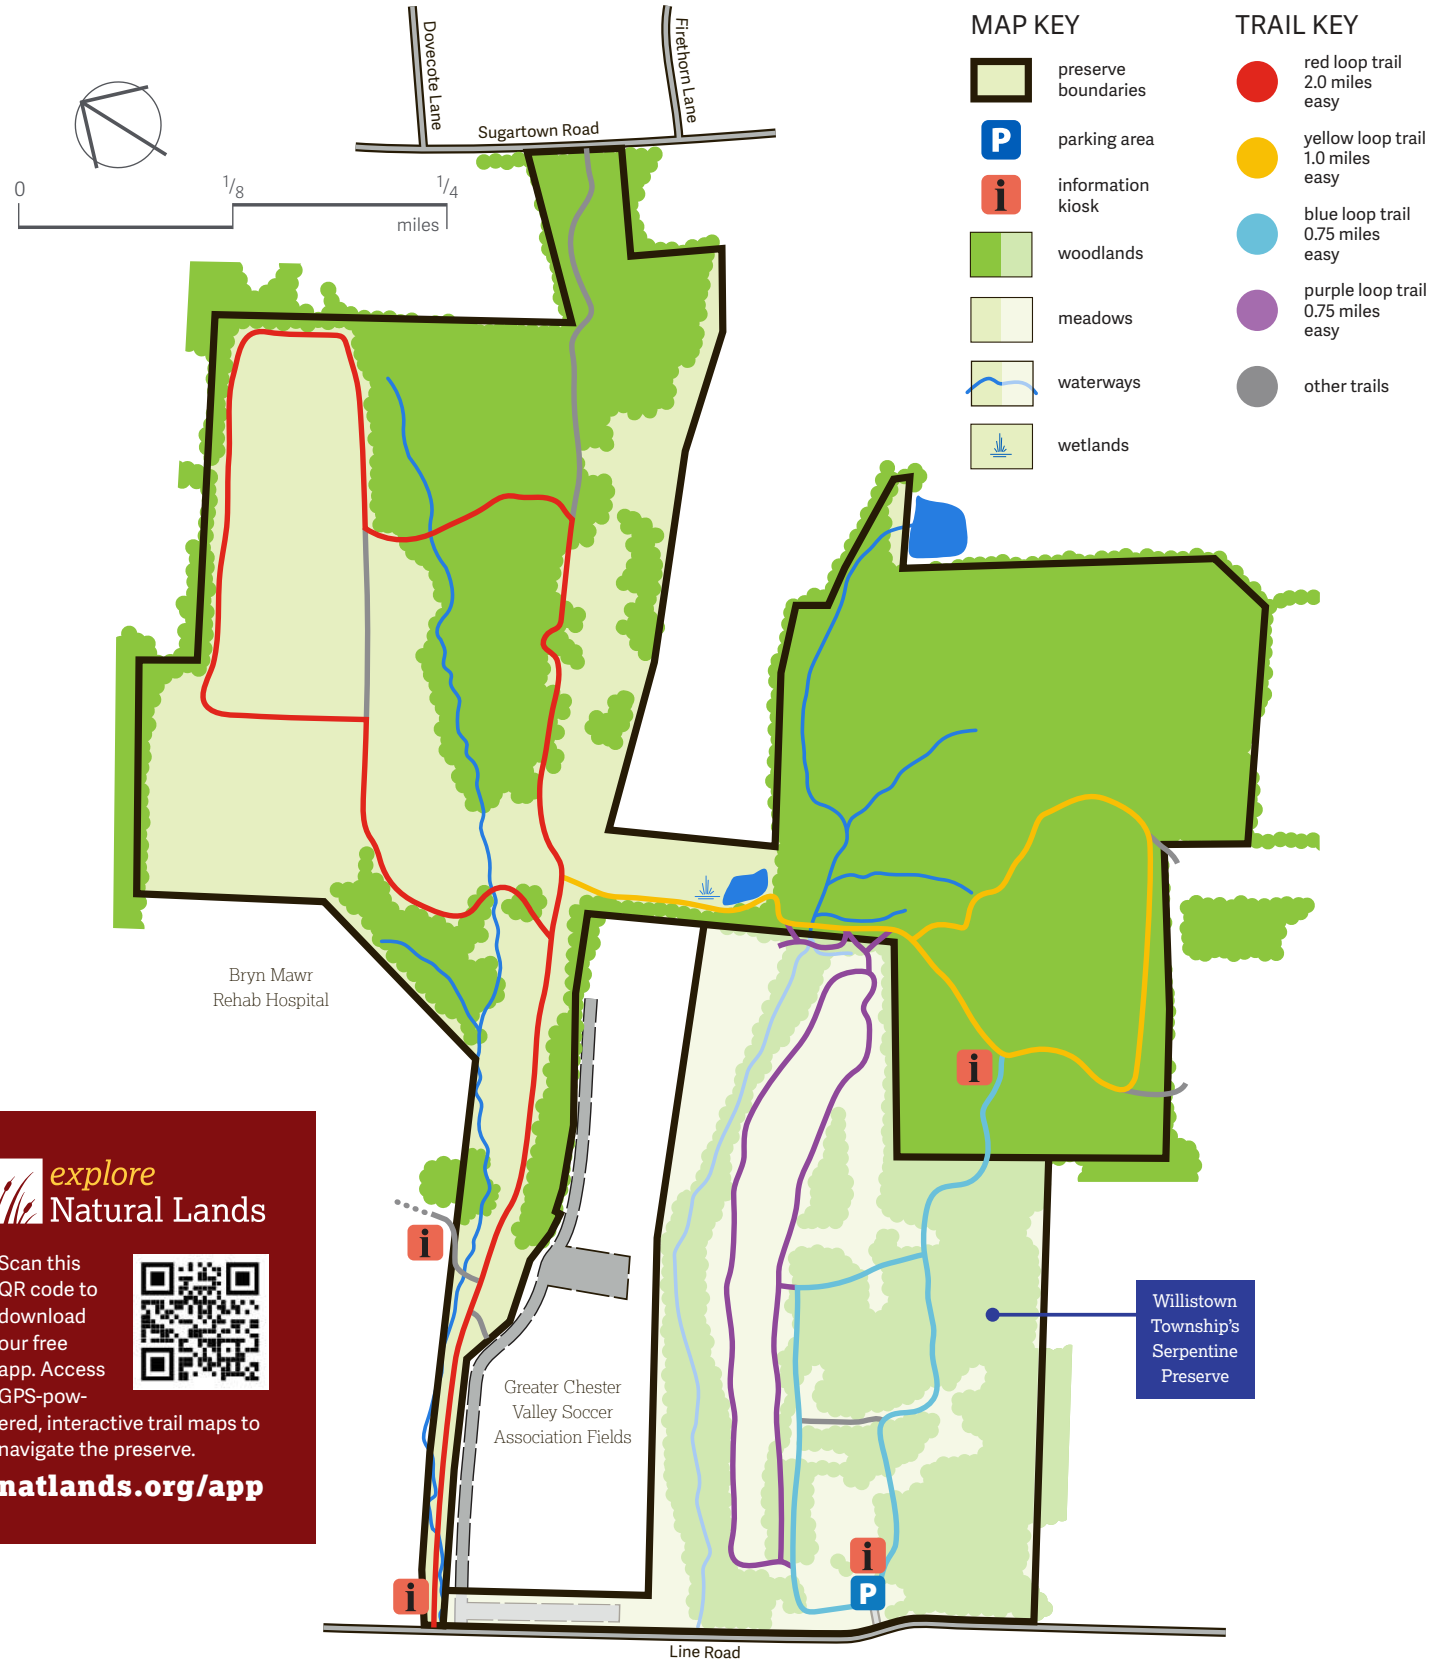 Dovecote Lane
Firethorn Lane
Sugartown Road
0
1/8
1/4
miles
MAP KEY
preserve
boundaries
P
parking area
i
information
kiosk
woodlands
meadows
waterways
wetlands
TRAIL KEY
red loop trail
2.0 miles
easy
yellow loop trail
1.0 miles
easy
blue loop trail
0.75 miles
easy
purple loop trail
0.75 miles
easy
other trails
Bryn Mawr
Rehab Hospital
i
explore
Natural Lands
Scan this
QR code to
download
our free
app. Access
GPS-pow-
ered, interactive trail maps to
navigate the preserve.
natlands.org/app
i
Willistown
Township's
Serpentine
Preserve
Greater Chester
Valley Soccer
Association Fields
i
P
i
Line Road